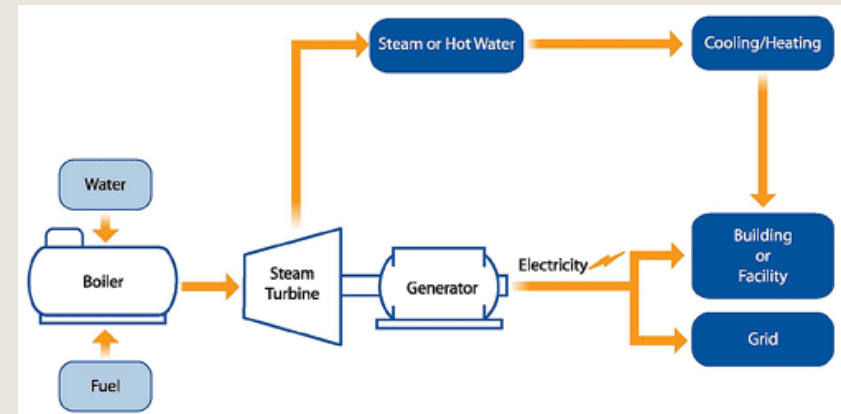 Steam or Hot Water
Cooling/Heating
Water
Boiler
Fuel
Steam
Turbine
Generator
Electricity
Building
or
Facility
Grid